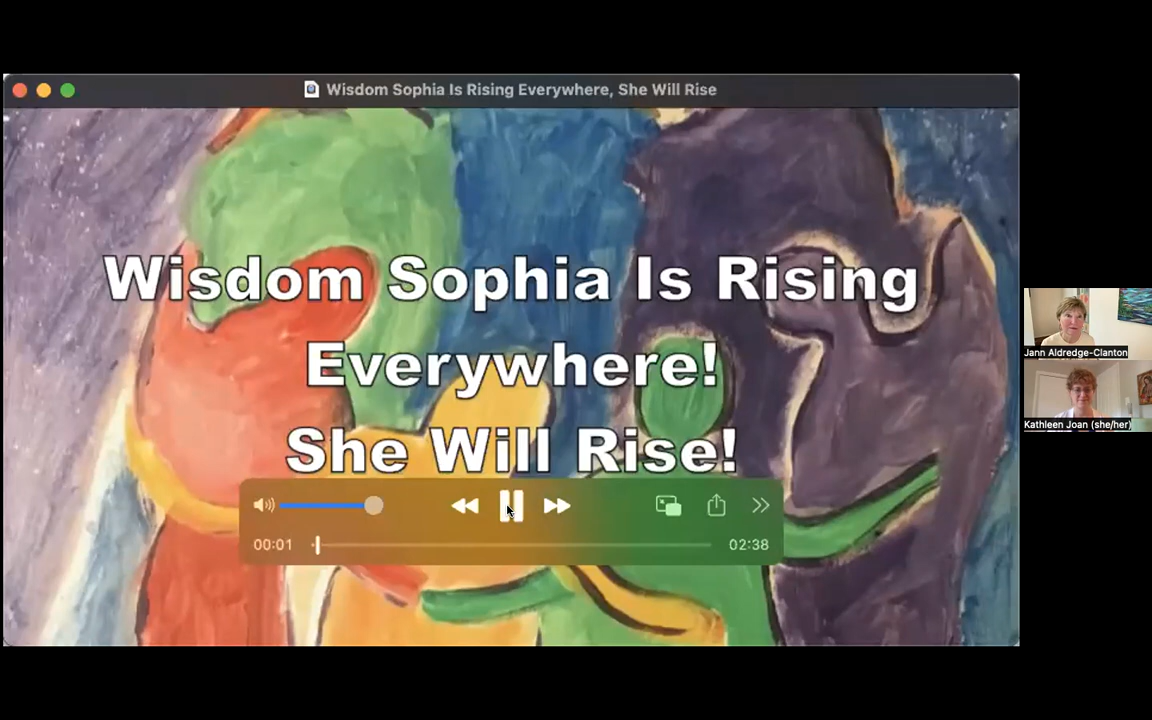 Wisdom Sophia Is Rising Everywhere, She Will Rise
Wisdom Sophia Is Rising
Everywhere!
She Will Rise!
00:01
02:38
Jann Aldredge-Clanton
Kathleen Joan (she/her)